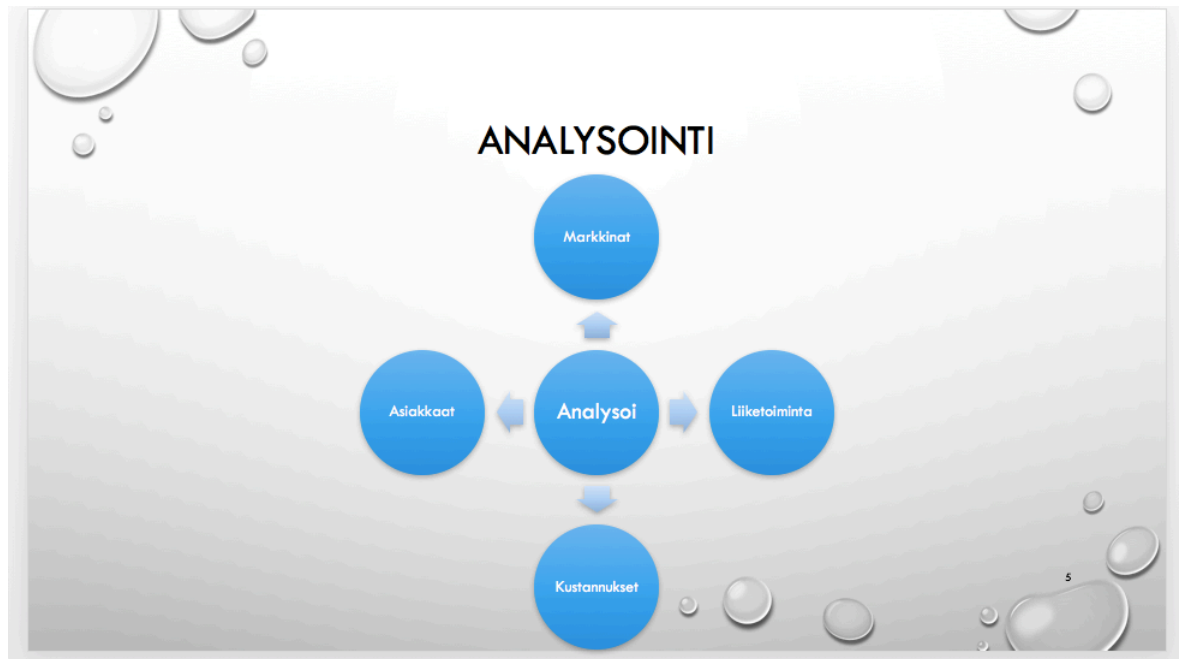 ANALYSOINTI
Markkinat
Asiakkaat
Analysoi
Liiketoiminta
Kustannukset
5